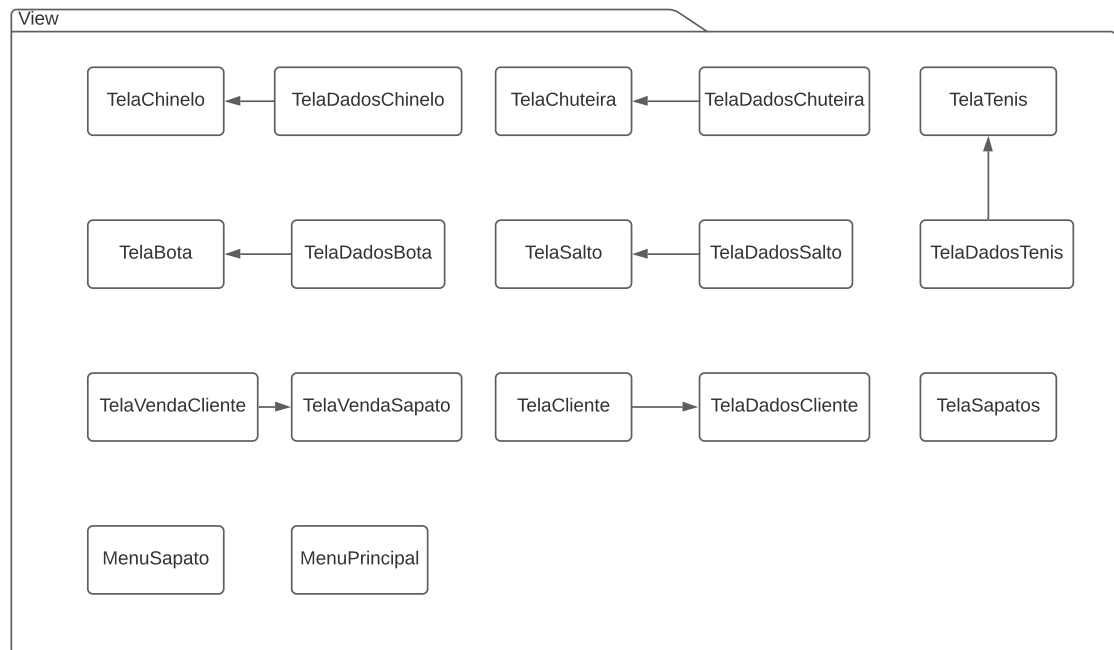 View
TelaChinelo
TelaDadosChinelo
TelaChuteira
TelaDadosChuteira
TelaTenis
TelaBota
TelaDadosBota
TelaSalto
TelaDadosSalto
TelaDadosTenis
TelaVendaCliente
TelaVendaSapato
TelaCliente
TelaDadosCliente
TelaSapatos
MenuSapato
MenuPrincipal